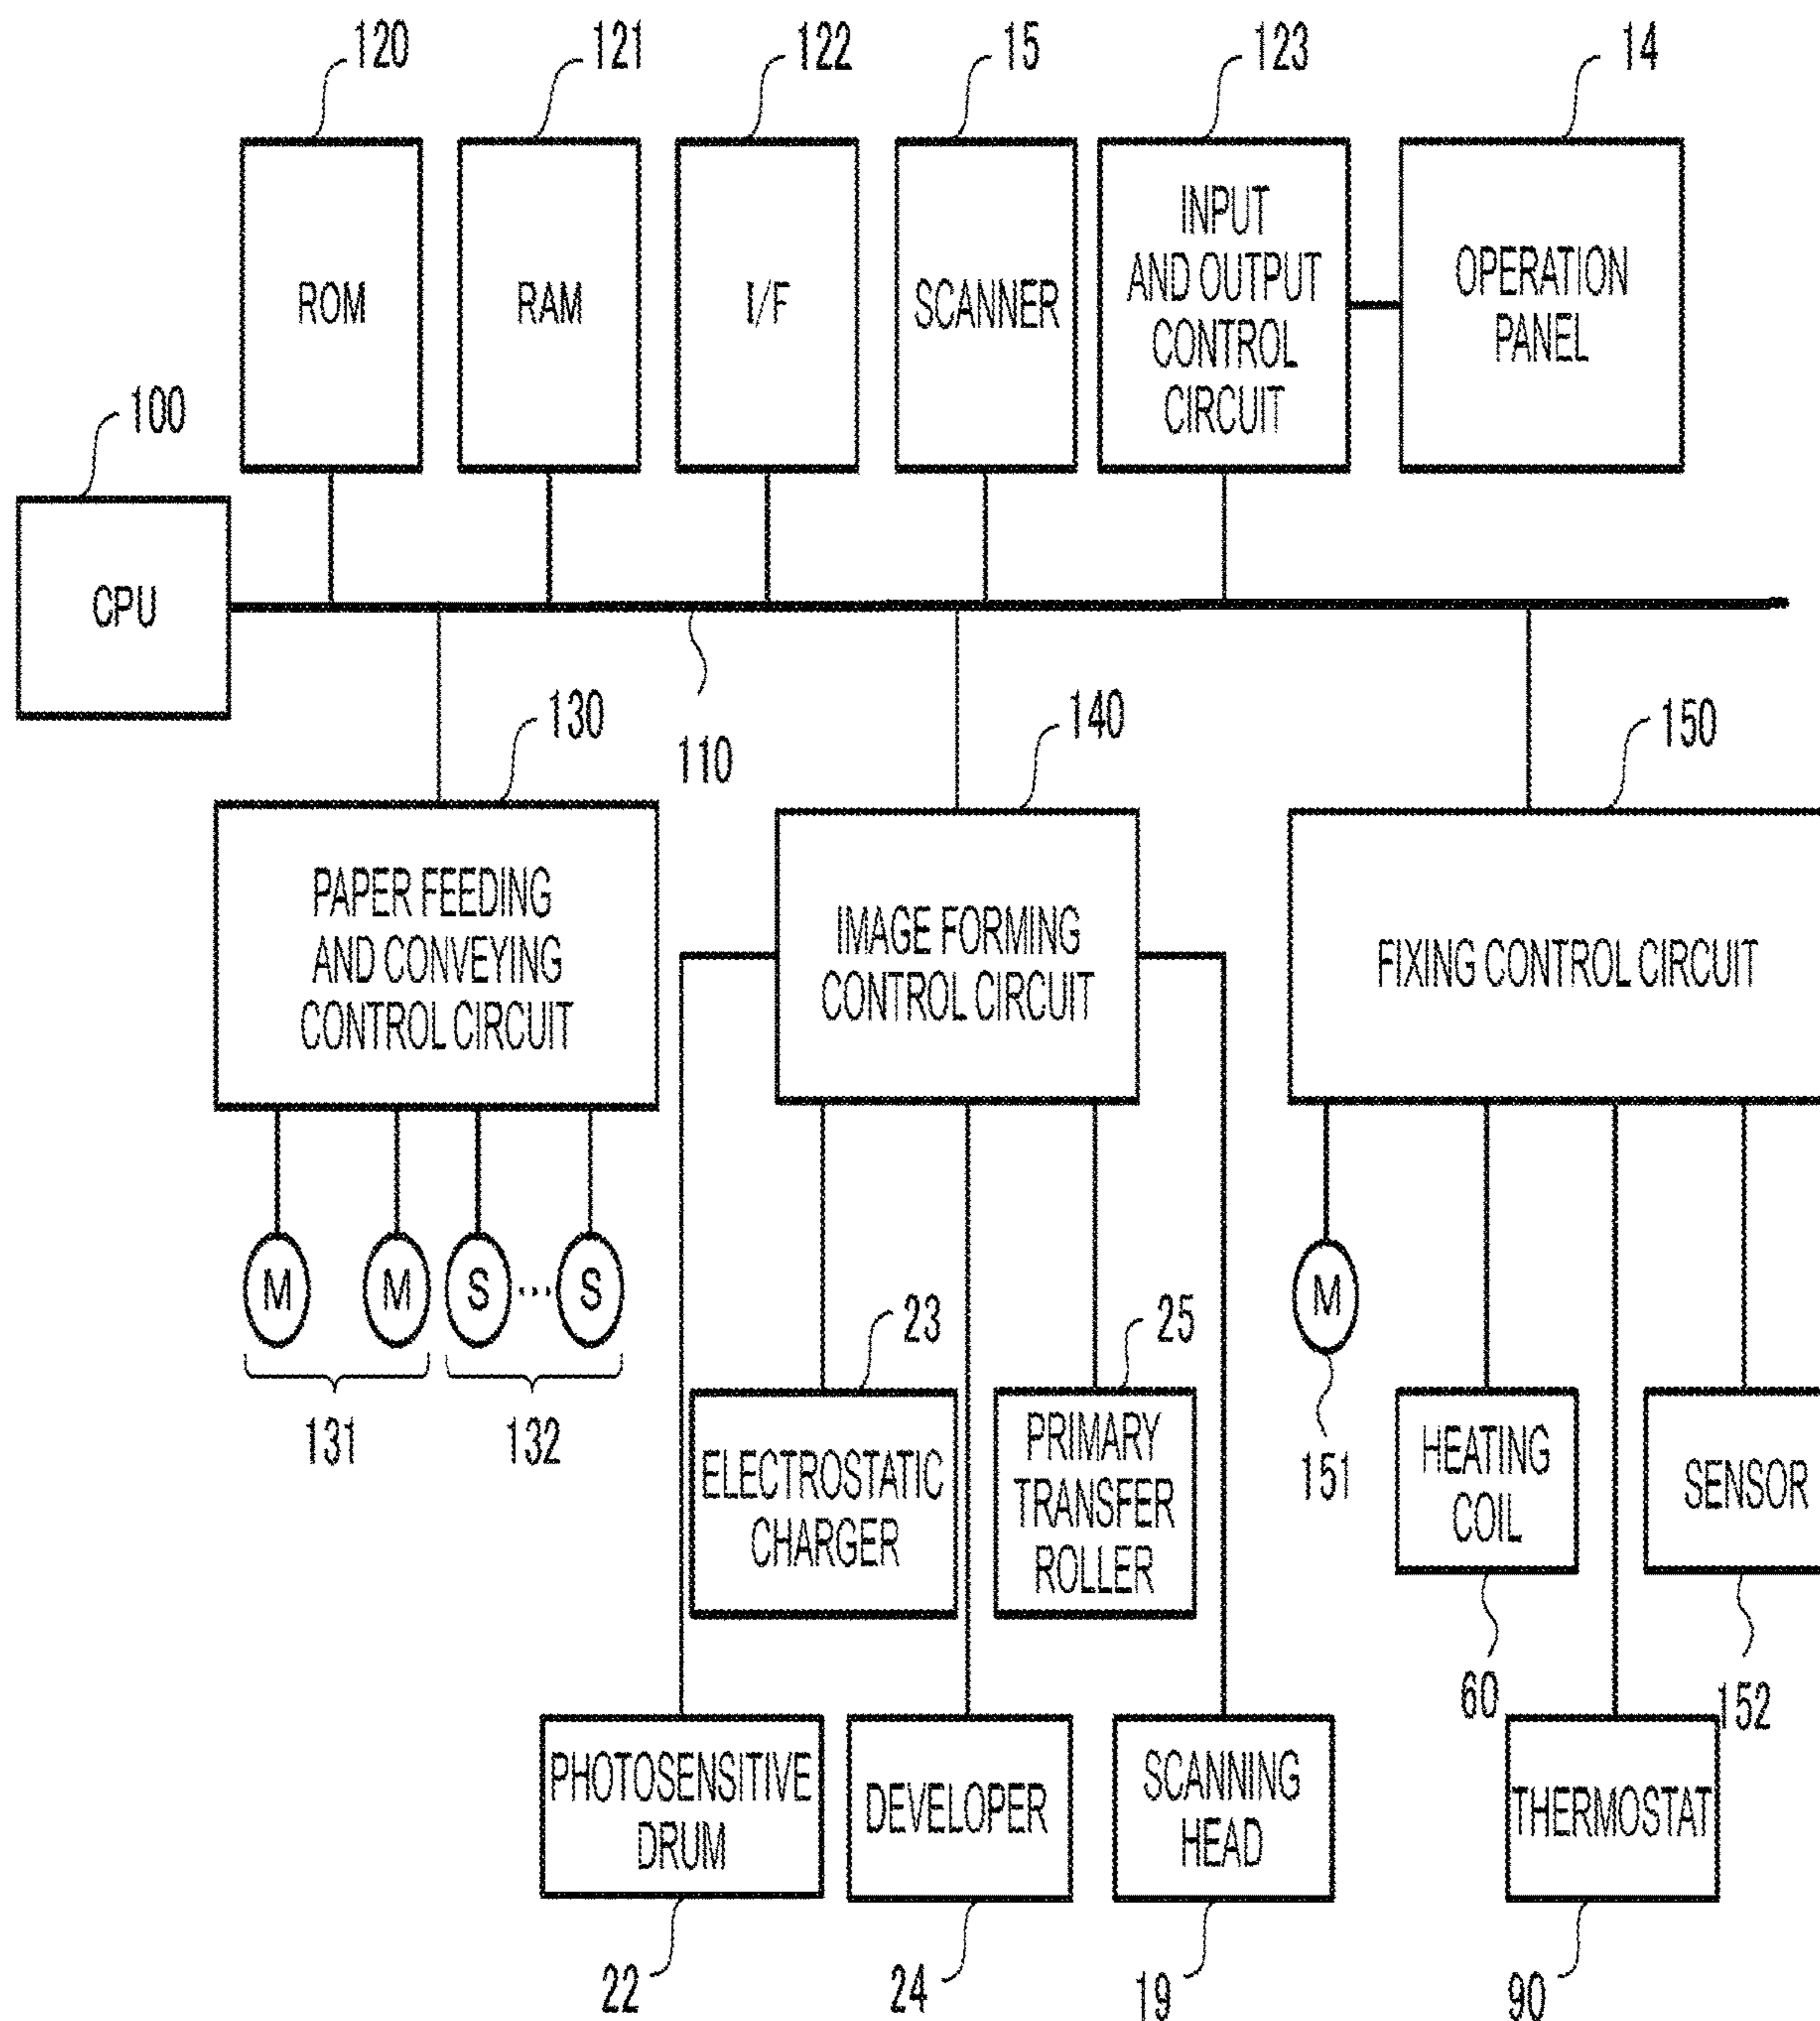 120
121
122
15
123
14
ROM
RAM
I/F
SCANNER
INPUT
AND OUTPUT
CONTROL
CIRCUIT
OPERATION
PANEL
100
CPU
110
130
140
150
PAPER FEEDING
AND CONVEYING
CONTROL CIRCUIT
IMAGE FORMING
CONTROL CIRCUIT
FIXING CONTROL CIRCUIT
M
M
S
...
S
M
131
132
151
23
25
ELECTROSTATIC
CHARGER
PRIMARY
TRANSFER
ROLLER
HEATING
COIL
SENSOR
60
152
PHOTOSENSITIVE
DRUM
DEVELOPER
SCANNING
HEAD
THERMOSTAT
22
24
19
90